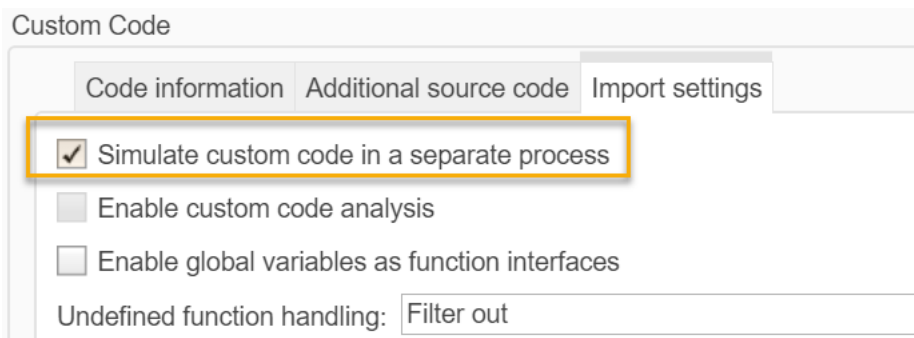 Custom Code
Code information Additional source code Import settings
Simulate custom code in a separate process
Enable custom code analysis
Enable global variables as function interfaces
Undefined function handling: Filter out